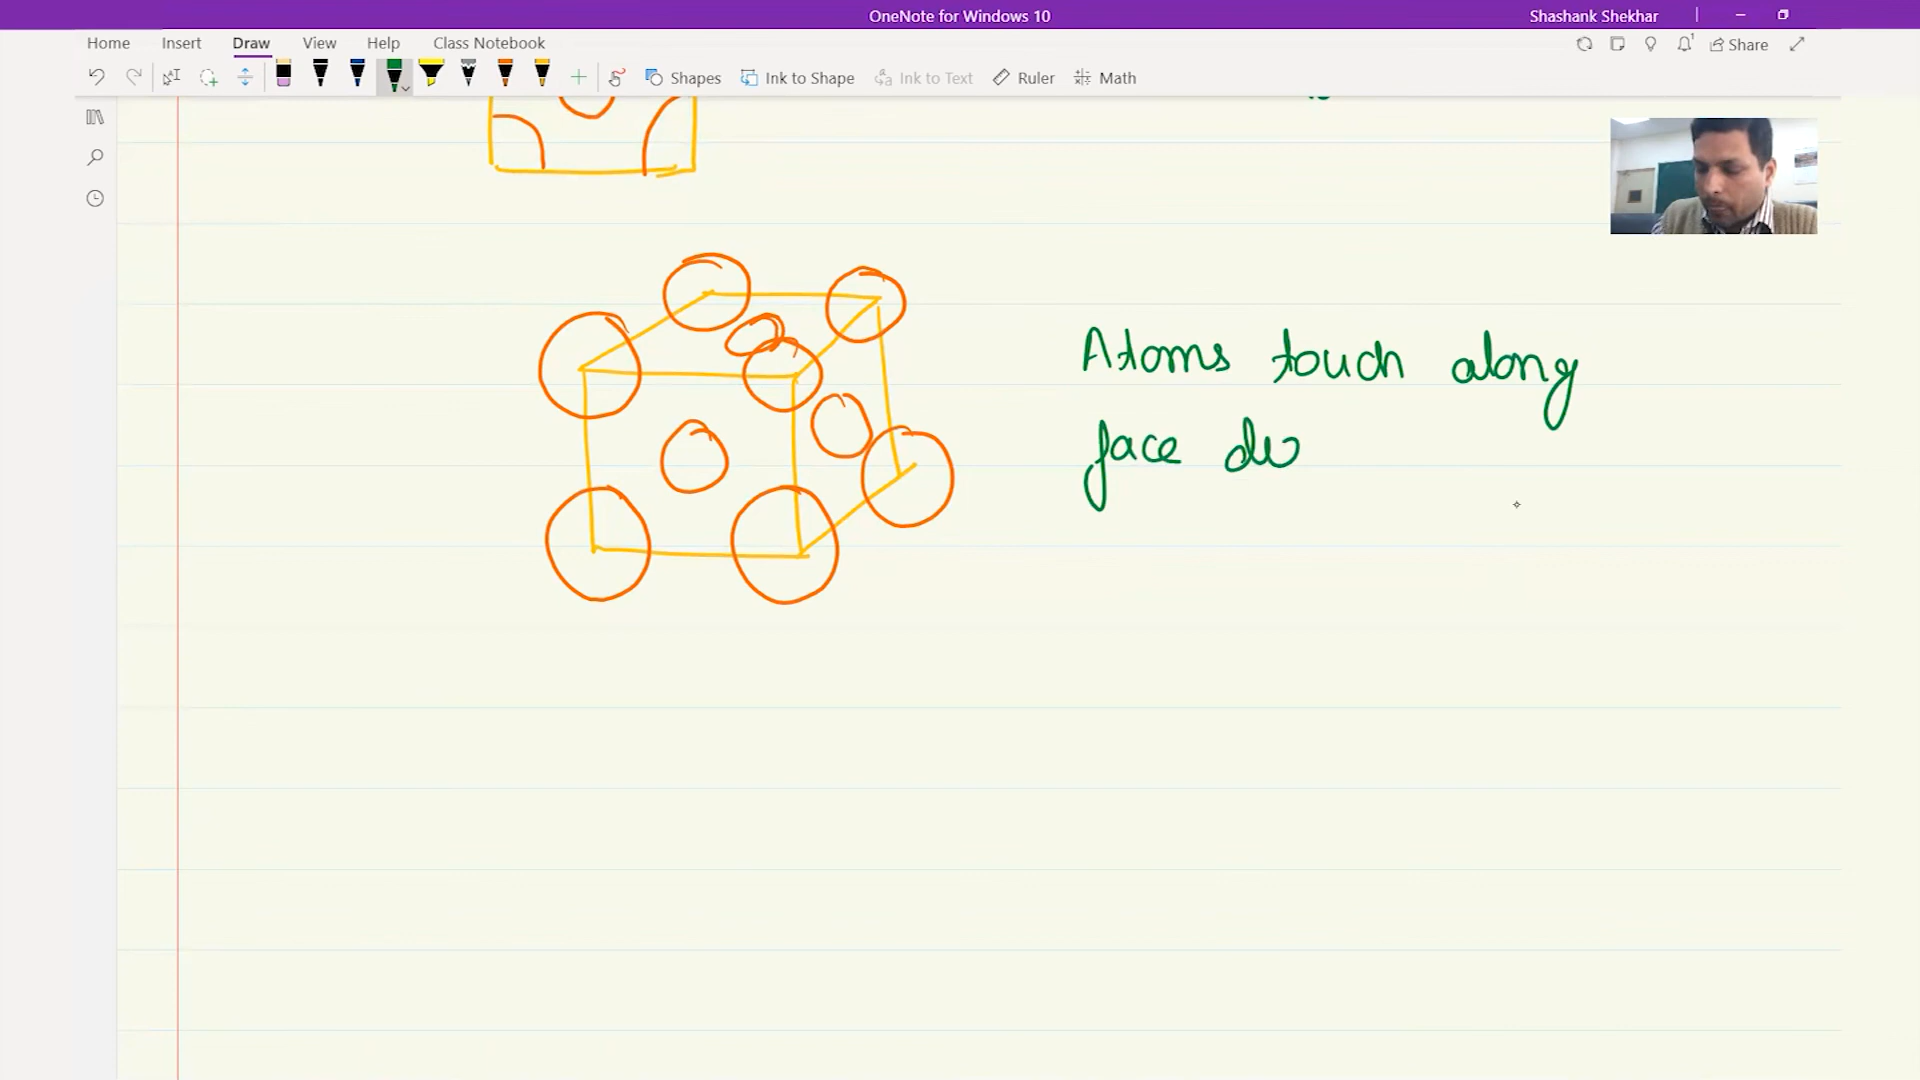 OneNote for Windows 10
Shashank Shekhar
Home Insert Draw View Help Class Notebook
Share
Shapes Ink to Shape Ink to Text Ruler Math
Atoms touch along
face